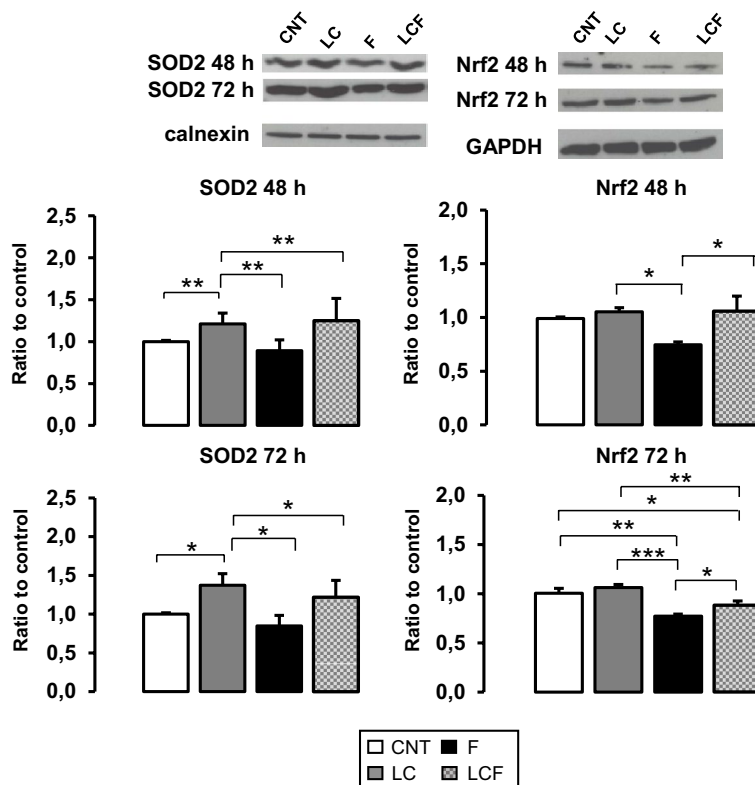 CNT LC F LCF
SOD2 48 h
SOD2 72 h
calnexin
CNT LC F LCF
Nrf2 48 h
Nrf2 72 h
GAPDH
SOD2 48 h
Ratio to control
2,5
2,0
1,5
1,0
0,5
0,0
**
**
**
Nrf2 48 h
Ratio to control
2,0
1,5
1,0
0,5
0,0
*
*
SOD2 72 h
Ratio to control
2,5
2,0
1,5
1,0
0,5
0,0
*
*
*
Nrf2 72 h
Ratio to control
2,0
1,5
1,0
0,5
0,0
**
*
**
***
*
CNT F
LC LCF